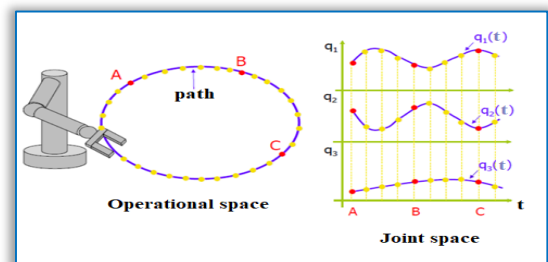 A
B
path
C
Operational space
q1
q1(t)
q2
q2(t)
q3
q3(t)
A
B
C
t
Joint space